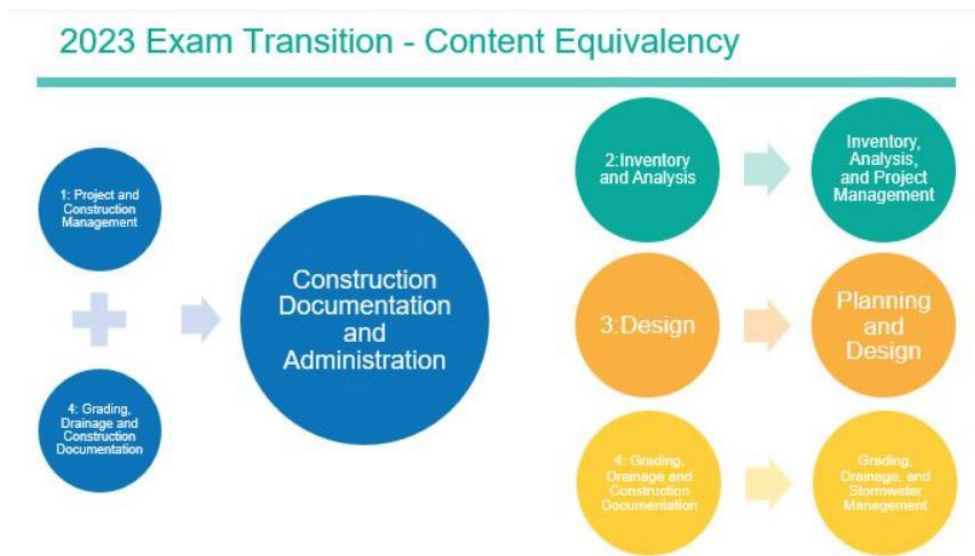 2023 Exam Transition - Content Equivalency
1: Project and
Construction
Management
4: Grading,
Drainage and
Construction
Documentation
Construction
Documentation
and
Administration
2:Inventory
and Analysis
Inventory,
Analysis,
and Project
Management
3:Design
Planning
and
Design
4: Grading,
Drainage and
Construction
Documentation
Grading,
Drainage, and
Stormwater
Management